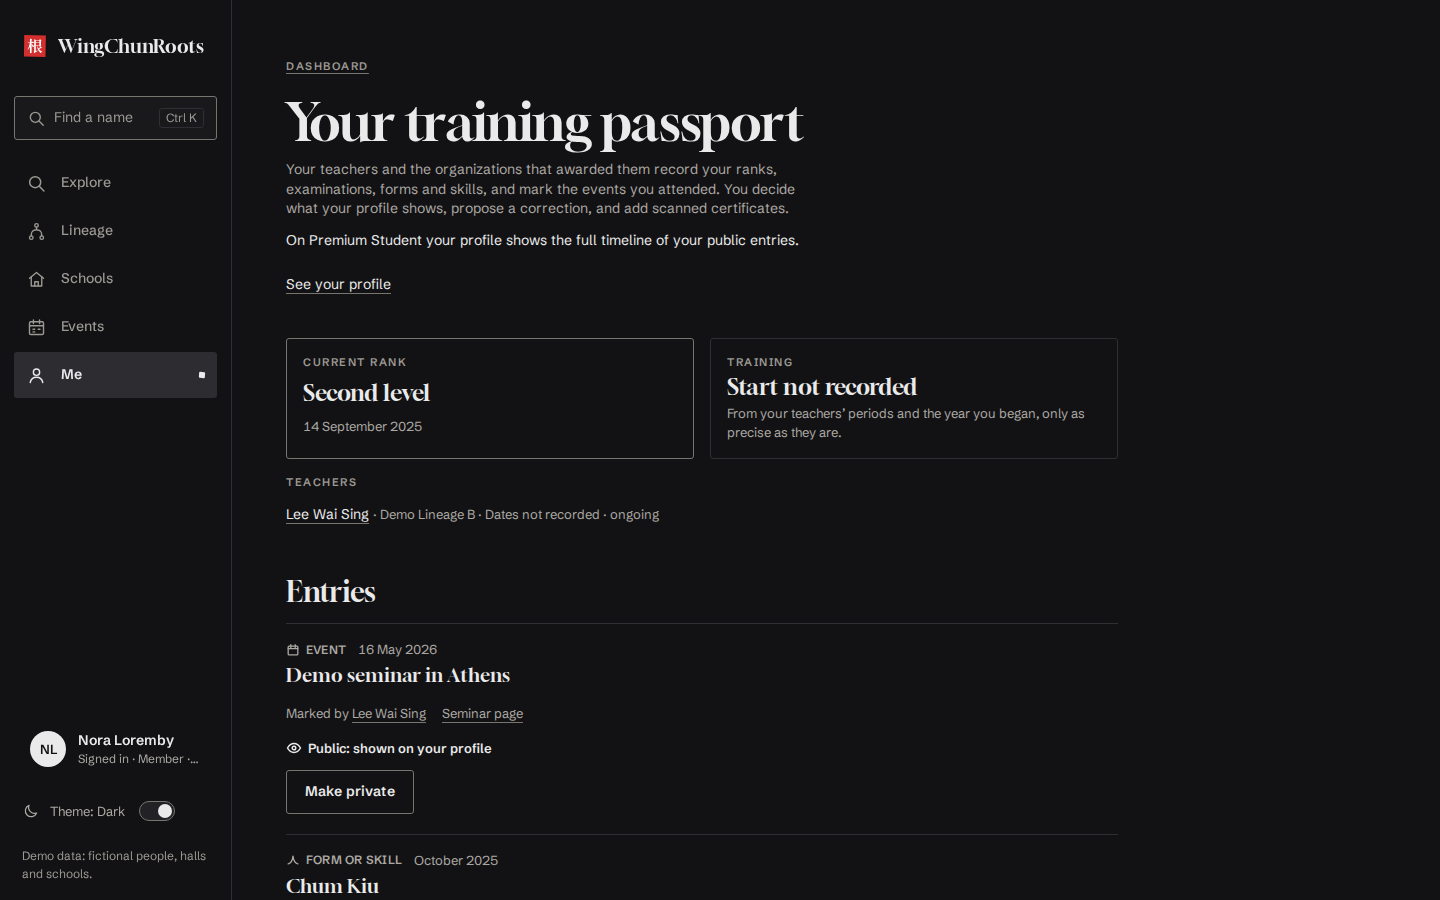 根 WingChunRoots
Find a name Ctrl K
Explore
Lineage
Schools
Events
Me
NL
Nora Loremby
Signed in · Member ·...
Theme: Dark
Demo data: fictional people, halls
and schools.
DASHBOARD
Your training passport
Your teachers and the organizations that awarded them record your ranks,
examinations, forms and skills, and mark the events you attended. You decide
what your profile shows, propose a correction, and add scanned certificates.
On Premium Student your profile shows the full timeline of your public entries.
See your profile
CURRENT RANK
Second level
14 September 2025
TRAINING
Start not recorded
From your teachers’ periods and the year you began, only as
precise as they are.
TEACHERS
Lee Wai Sing · Demo Lineage B · Dates not recorded · ongoing
Entries
EVENT 16 May 2026
Demo seminar in Athens
Marked by Lee Wai Sing Seminar page
Public: shown on your profile
Make private
人 FORM OR SKILL October 2025
Chum Kiu